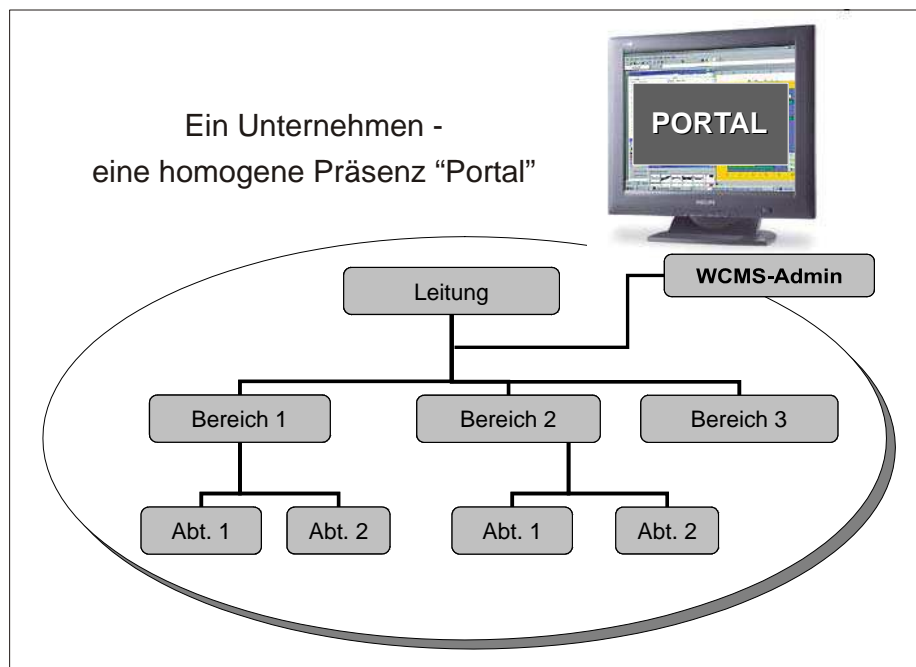 Ein Unternehmen -
eine homogene Präsenz “Portal”
PORTAL
PHILIPS
WCMS-Admin
Leitung
Bereich 1
Bereich 2
Bereich 3
Abt. 1
Abt. 2
Abt. 1
Abt. 2